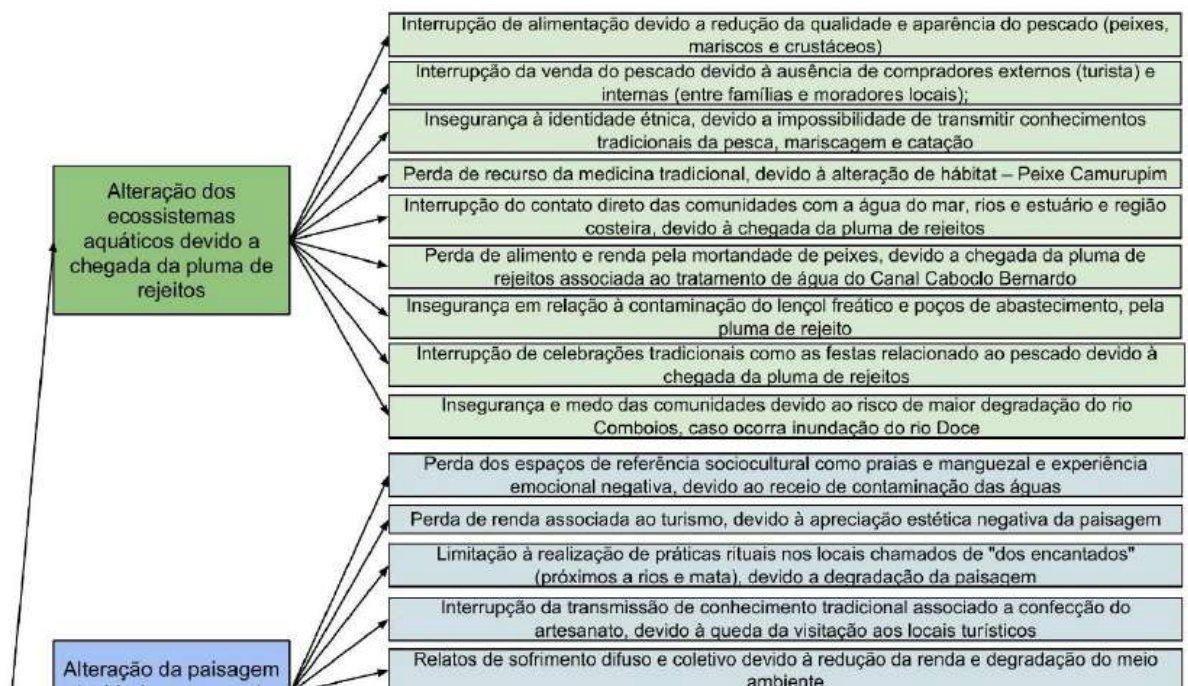 Interrupção de alimentação devido a redução da qualidade e aparência do pescado (peixes,
mariscos e crustáceos)
Interrupção da venda do pescado devido à ausência de compradores externos (turista) e
internas (entre famílias e moradores locais);
Insegurança à identidade étnica, devido a impossibilidade de transmitir conhecimentos
tradicionais da pesca, mariscagem e catação
Perda de recurso da medicina tradicional, devido à alteração de hábitat – Peixe Camurupim
Interrupção do contato direto das comunidades com a água do mar, rios e estuário e região
costeira, devido à chegada da pluma de rejeitos
Perda de alimento e renda pela mortandade de peixes, devido a chegada da pluma de
rejeitos associada ao tratamento de água do Canal Caboclo Bernardo
Insegurança em relação à contaminação do lençol freático e poços de abastecimento, pela
pluma de rejeito
Interrupção de celebrações tradicionais como as festas relacionado ao pescado devido à
chegada da pluma de rejeitos
Insegurança e medo das comunidades devido ao risco de maior degradação do rio
Comboios, caso ocorra inundação do rio Doce
Alteração dos
ecossistemas
aquáticos devido a
chegada da pluma de
rejeitos
Perda dos espaços de referência sociocultural como praias e manguezal e experiência
emocional negativa, devido ao receio de contaminação das águas
Perda de renda associada ao turismo, devido à apreciação estética negativa da paisagem
Limitação à realização de práticas rituais nos locais chamados de "dos encantados"
(próximos a rios e mata), devido a degradação da paisagem
Interrupção da transmissão de conhecimento tradicional associado a confecção do
artesanato, devido à queda da visitação aos locais turísticos
Relatos de sofrimento difuso e coletivo devido à redução da renda e degradação do meio
ambiente
Alteração da paisagem